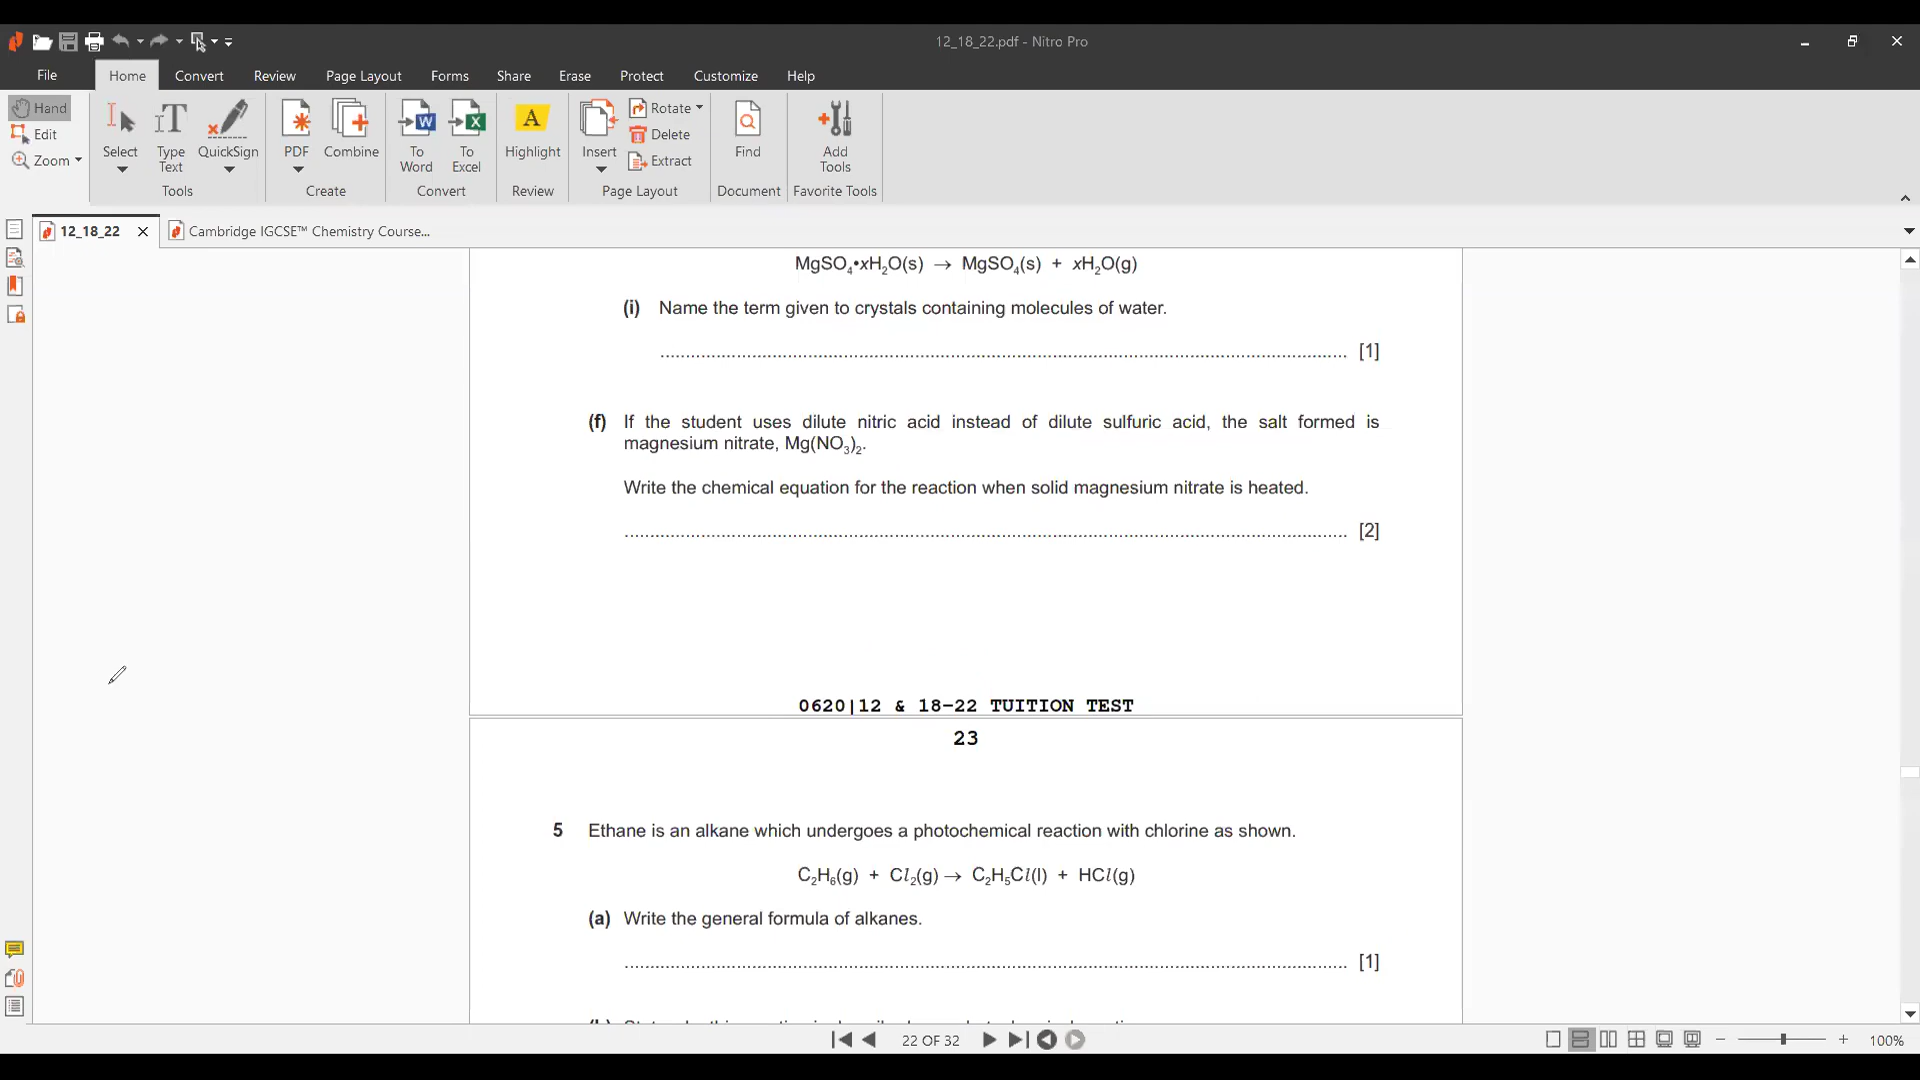 12_18_22.pdf - Nitro Pro
File Home Convert Review Page Layout Forms Share Erase Protect Customize Help
Hand
Edit
Zoom
Select
Type Text
QuickSign
Tools
PDF
Combine
Create
To Word
To Excel
Convert
A
Highlight
Review
Insert
Rotate
Delete
Extract
Page Layout
Find
Document
Add Tools
Favorite Tools
12_18_22
Cambridge IGCSE™ Chemistry Course...
MgSO₄•xH₂O(s) → MgSO₄(s) + xH₂O(g)
(i) Name the term given to crystals containing molecules of water.
.......................................................................................................................................... [1]
(f) If the student uses dilute nitric acid instead of dilute sulfuric acid, the salt formed is
magnesium nitrate, Mg(NO₃)₂.
Write the chemical equation for the reaction when solid magnesium nitrate is heated.
.................................................................................................................................................. [2]
0620|12 & 18-22 TUITION TEST
23
5 Ethane is an alkane which undergoes a photochemical reaction with chlorine as shown.
C₂H₆(g) + Cl₂(g) → C₂H₅Cl(l) + HCl(g)
(a) Write the general formula of alkanes.
.................................................................................................................................................. [1]
22 OF 32
100%